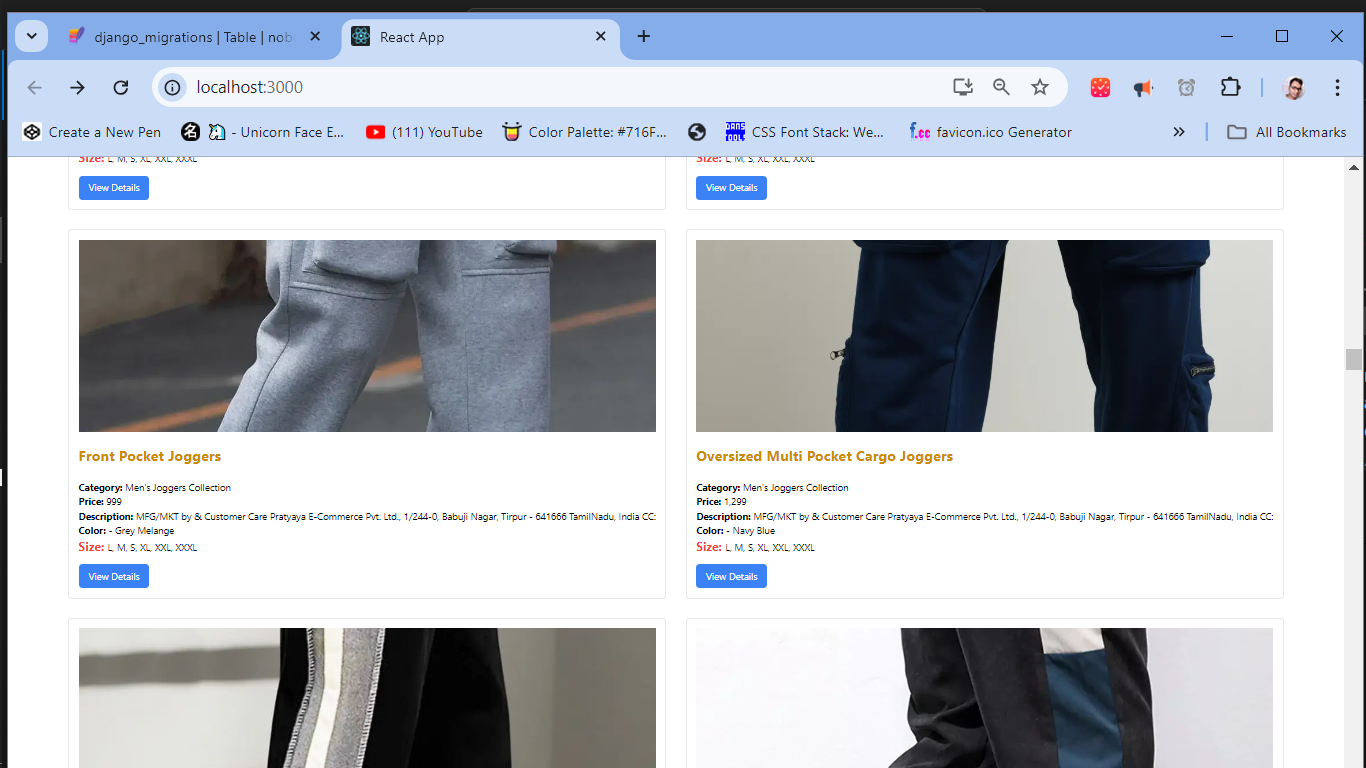 django_migrations | Table | nob
React App
localhost:3000
Create a New Pen
- Unicorn Face E...
(111) YouTube
Color Palette: #716F...
CSS Font Stack: We...
favicon.ico Generator
All Bookmarks
Size: L, M, S, XL, XXL, XXXL
Size: L, M, S, XL, XXL, XXXL
View Details
View Details
Front Pocket Joggers
Category: Men's Joggers Collection
Price: 999
Description: MFG/MKT by & Customer Care Pratyaya E-Commerce Pvt. Ltd., 1/244-0, Babuji Nagar, Tirpur - 641666 TamilNadu, India CC:
Color: - Grey Melange
Size: L, M, S, XL, XXL, XXXL
View Details
Oversized Multi Pocket Cargo Joggers
Category: Men's Joggers Collection
Price: 1,299
Description: MFG/MKT by & Customer Care Pratyaya E-Commerce Pvt. Ltd., 1/244-0, Babuji Nagar, Tirpur - 641666 TamilNadu, India CC:
Color: - Navy Blue
Size: L, M, S, XL, XXL, XXXL
View Details